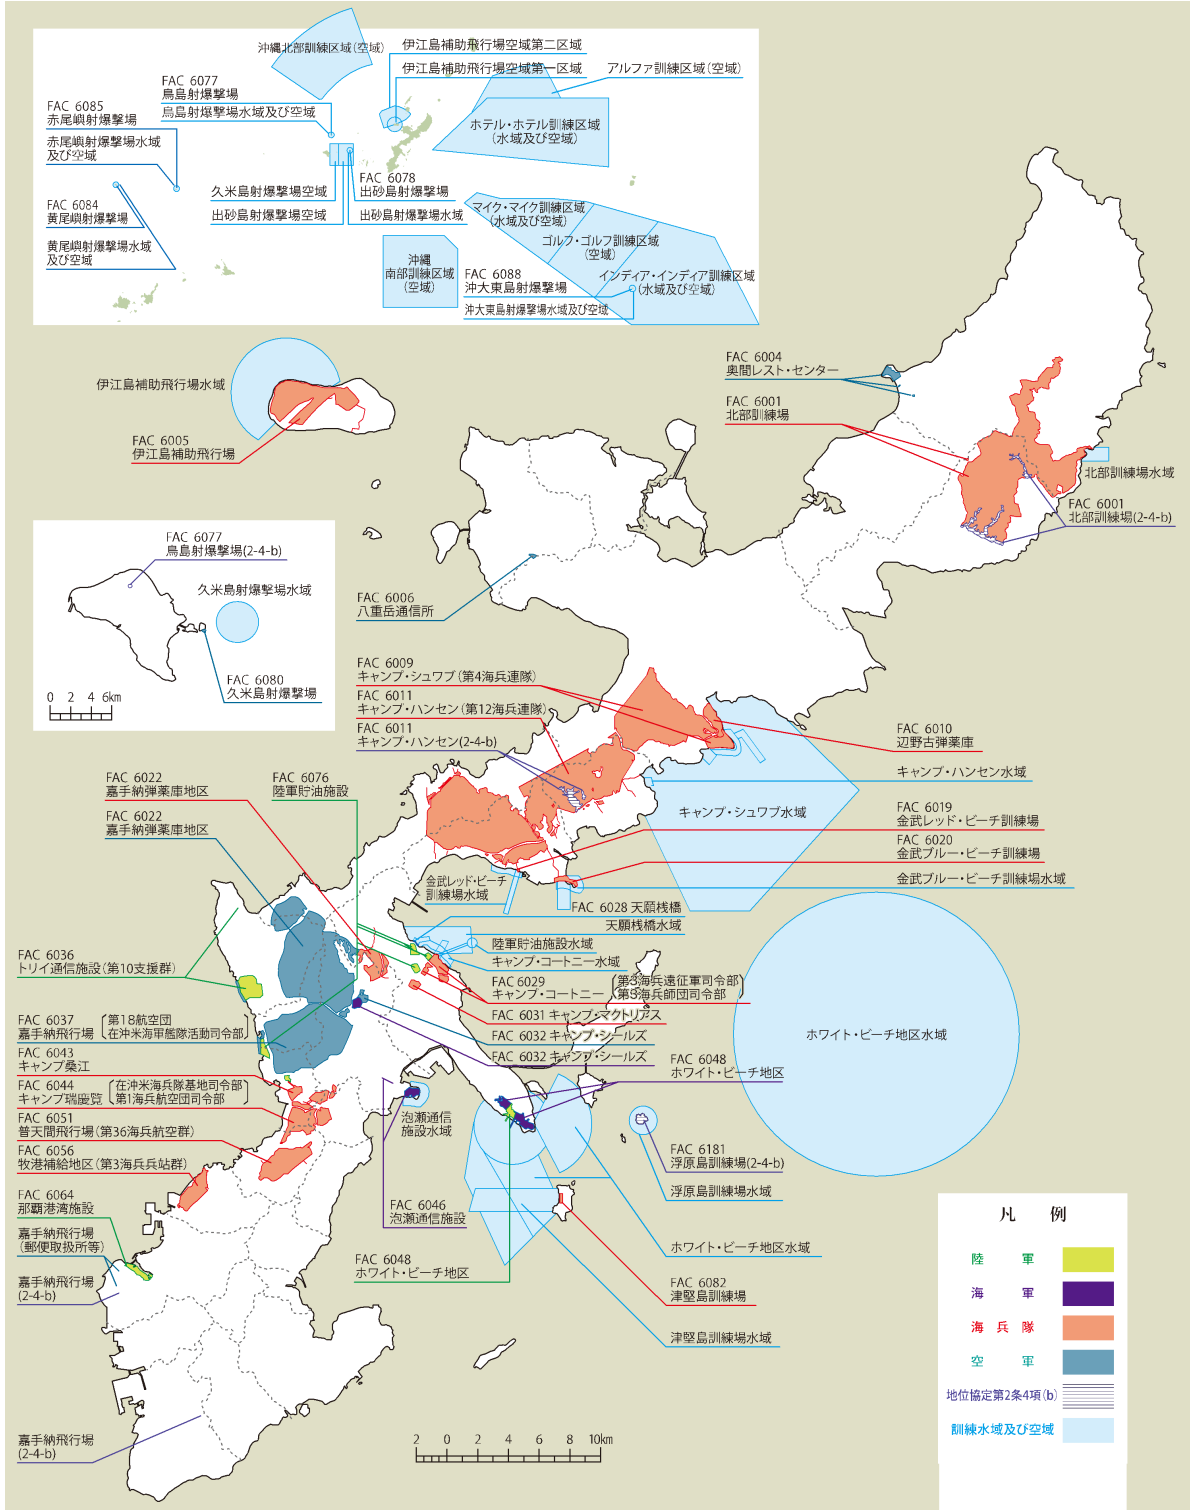 沖縄北部訓練区域(空域)
伊江島補助飛行場空域第二区域
伊江島補助飛行場空域第一区域
アルファ訓練区域(空域)
FAC 6077
鳥島射爆撃場
鳥島射爆撃場水域及び空域
FAC 6085
赤尾嶼射爆撃場
赤尾嶼射爆撃場水域
及び空域
ホテル・ホテル訓練区域
(水域及び空域)
FAC 6078
出砂島射爆撃場
久米島射爆撃場空域
出砂島射爆撃場空域
出砂島射爆撃場水域
FAC 6084
黄尾嶼射爆撃場
黄尾嶼射爆撃場水域
及び空域
マイク・マイク訓練区域
(水域及び空域)
ゴルフ・ゴルフ訓練区域
(空域)
沖縄
南部訓練区域
(空域)
FAC 6088
沖大東島射爆撃場
インディア・インディア訓練区域
(水域及び空域)
沖大東島射爆撃場水域及び空域
伊江島補助飛行場水域
FAC 6005
伊江島補助飛行場
FAC 6004
奥間レスト・センター
FAC 6001
北部訓練場
北部訓練場水域
FAC 6001
北部訓練場(2-4-b)
FAC 6077
鳥島射爆撃場(2-4-b)
久米島射爆撃場水域
FAC 6080
久米島射爆撃場
0 2 4 6km
FAC 6006
八重岳通信所
FAC 6009
キャンプ・シュワブ(第4海兵連隊)
FAC 6011
キャンプ・ハンセン(第12海兵連隊)
FAC 6011
キャンプ・ハンセン(2-4-b)
FAC 6010
辺野古弾薬庫
キャンプ・ハンセン水域
キャンプ・シュワブ水域
FAC 6019
金武レッド・ビーチ訓練場
FAC 6020
金武ブルー・ビーチ訓練場
金武ブルー・ビーチ訓練場水域
FAC 6022
嘉手納弾薬庫地区
FAC 6022
嘉手納弾薬庫地区
FAC 6076
陸軍貯油施設
金武レッド・ビーチ
訓練場水域
FAC 6028 天願桟橋
天願桟橋水域
陸軍貯油施設水域
キャンプ・コートニー水域
FAC 6029
キャンプ・コートニー
第3海兵遠征軍司令部
第3海兵師団司令部
FAC 6031 キャンプ・マクトリアス
FAC 6032 キャンプ・シールズ
FAC 6032 キャンプ・シールズ
FAC 6048
ホワイト・ビーチ地区
ホワイト・ビーチ地区水域
FAC 6036
トリイ通信施設(第10支援群)
FAC 6037
嘉手納飛行場
第18航空団
在沖米海軍艦隊活動司令部
FAC 6043
キャンプ桑江
FAC 6044
キャンプ瑞慶覧
在沖米海兵隊基地司令部
第1海兵航空団司令部
FAC 6051
普天間飛行場(第36海兵航空群)
FAC 6056
牧港補給地区(第3海兵兵站群)
FAC 6064
那覇港湾施設
嘉手納飛行場
(郵便取扱所等)
嘉手納飛行場
(2-4-b)
嘉手納飛行場
(2-4-b)
泡瀬通信
施設水域
FAC 6046
泡瀬通信施設
FAC 6048
ホワイト・ビーチ地区
FAC 6181
浮原島訓練場(2-4-b)
浮原島訓練場水域
ホワイト・ビーチ地区水域
FAC 6082
津堅島訓練場
津堅島訓練場水域
2 0 2 4 6 8 10km
凡 例
陸 軍
海 軍
海 兵 隊
空 軍
地位協定第2条4項(b)
訓練水域及び空域